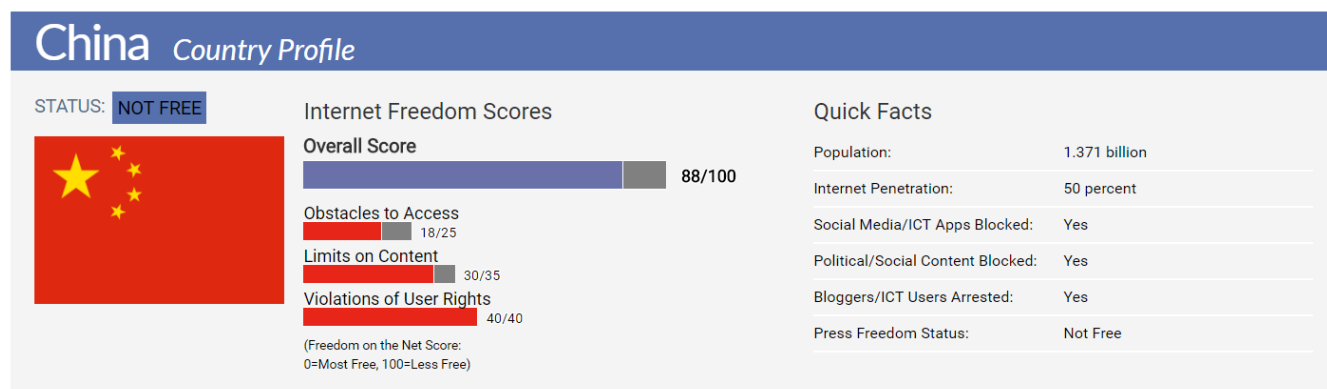 China Country Profile
STATUS: NOT FREE
Internet Freedom Scores
Overall Score
88/100
Obstacles to Access
18/25
Limits on Content
30/35
Violations of User Rights
40/40
(Freedom on the Net Score:
0=Most Free, 100=Less Free)
Quick Facts
Population: 1.371 billion
Internet Penetration: 50 percent
Social Media/ICT Apps Blocked: Yes
Political/Social Content Blocked: Yes
Bloggers/ICT Users Arrested: Yes
Press Freedom Status: Not Free